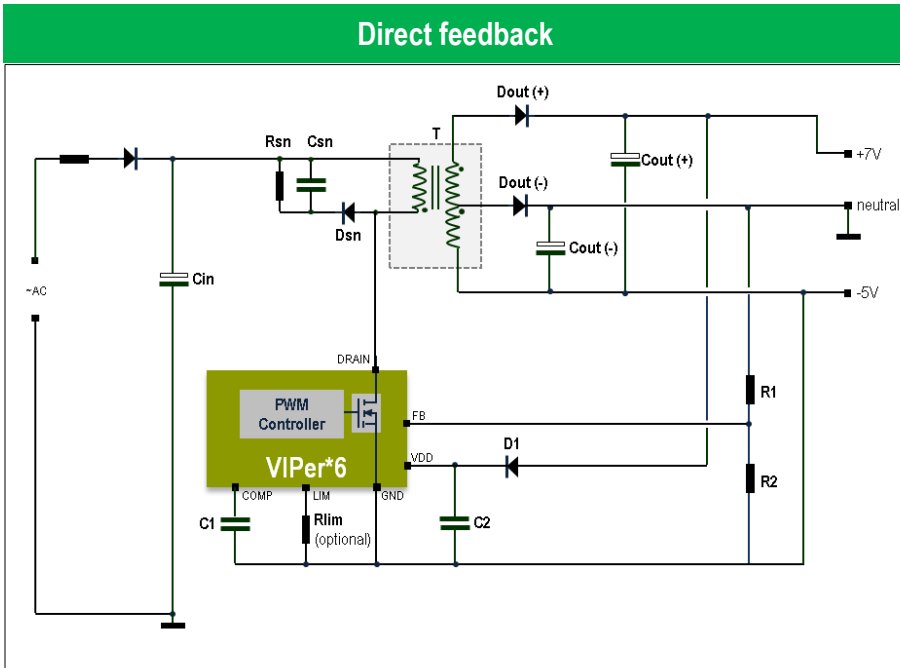 Direct feedback
Dout (+)
T
Rsn
Csn
+7V
Cout (+)
Dout (-)
neutral
Dsn
Cout (-)
Cin
~AC
-5V
DRAIN
PWM
Controller
R1
FB
D1
VIPer*6
VDD
R2
COMP
LIM
GND
C1
Rlim
(optional)
C2